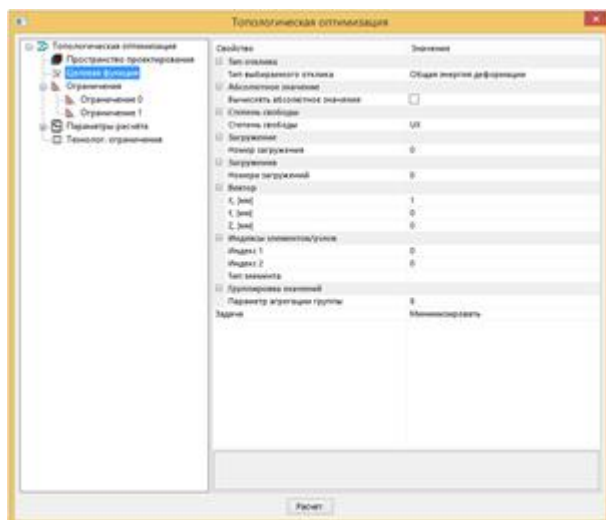 Топологическая оптимизация
Топологическая оптимизация
Пространство проектирования
Целевая функция
Ограничения
Ограничение 0
Ограничение 1
Параметры расчёта
Технолог. ограничения
Свойство Значение
Тип отклика
Тип выбираемого отклика Общая энергия деформации
Абсолютное значение
Вычислять абсолютное значение
Степень свободы
Степень свободы UX
Загружение
Номер загружения 0
Загружения
Номера загружений 0
Вектор
X, [мм] 1
Y, [мм] 0
Z, [мм] 0
Индексы элементов/узлов
Индекс 1 0
Индекс 2 0
Тип элемента
Группировка значений
Параметр агрегации группы 6
Задача Минимизировать
Расчет